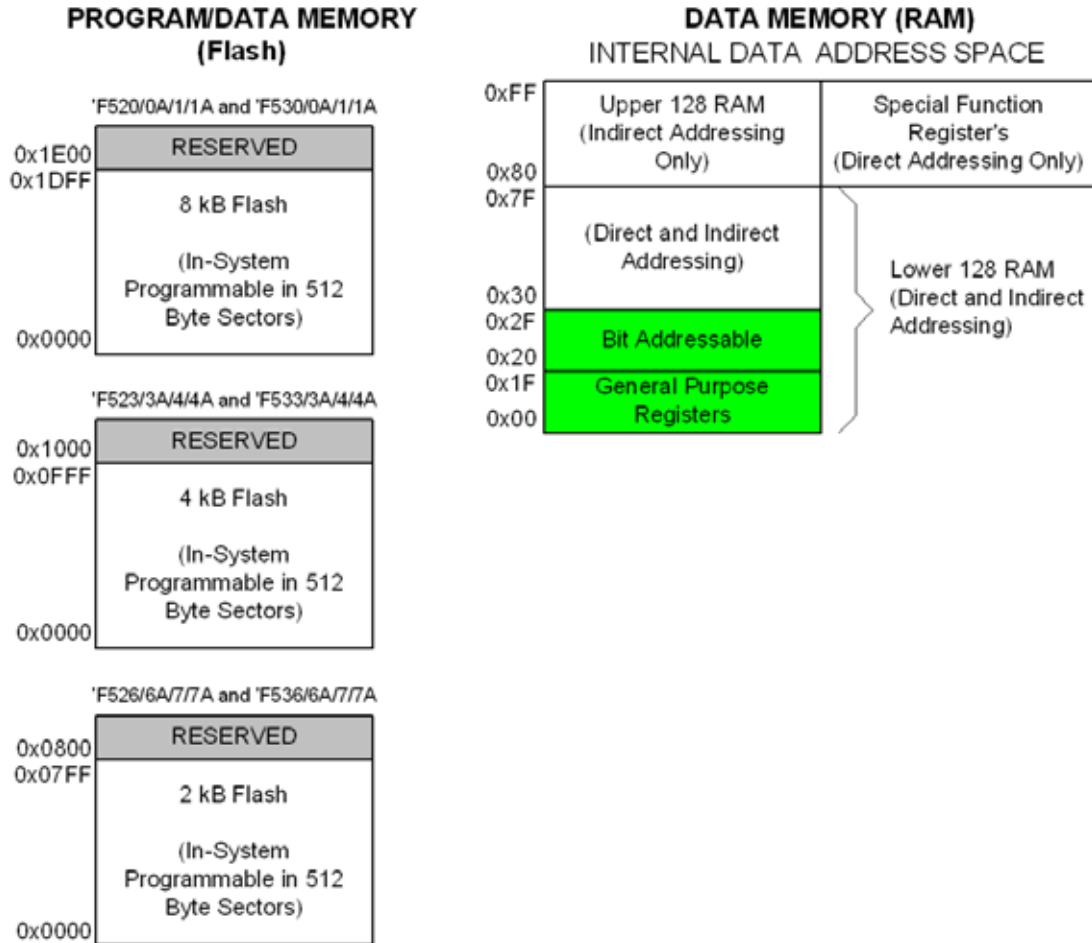 PROGRAM/DATA MEMORY
(Flash)
'F520/0A/1/1A and 'F530/0A/1/1A
RESERVED
0x1E00
0x1DFF
8 kB Flash
(In-System
Programmable in 512
Byte Sectors)
0x0000
'F523/3A/4/4A and 'F533/3A/4/4A
RESERVED
0x1000
0x0FFF
4 kB Flash
(In-System
Programmable in 512
Byte Sectors)
0x0000
'F526/6A/7/7A and 'F536/6A/7/7A
RESERVED
0x0800
0x07FF
2 kB Flash
(In-System
Programmable in 512
Byte Sectors)
0x0000
DATA MEMORY (RAM)
INTERNAL DATA ADDRESS SPACE
0xFF
Upper 128 RAM
(Indirect Addressing
Only)
0x80
Special Function
Register's
(Direct Addressing Only)
0x7F
(Direct and Indirect
Addressing)
0x30
0x2F
Bit Addressable
0x20
0x1F
General Purpose
Registers
0x00
Lower 128 RAM
(Direct and Indirect
Addressing)